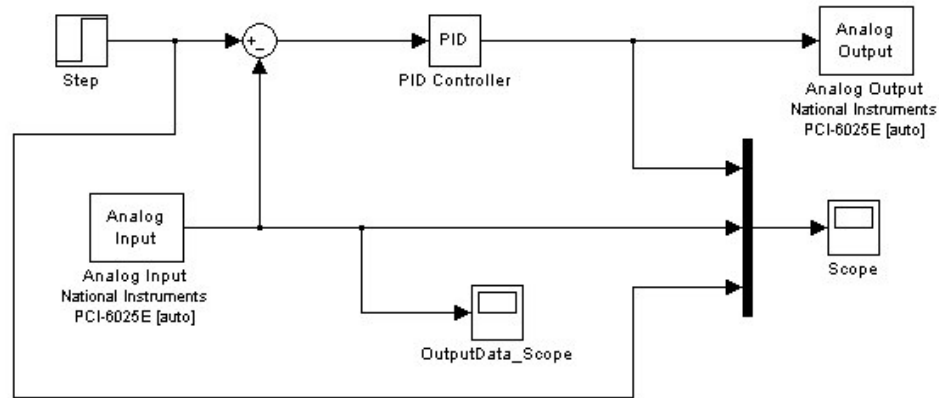 Step
+
-
PID
PID Controller
Analog
Output
Analog Output
National Instruments
PCI-6025E [auto]
Analog
Input
Analog Input
National Instruments
PCI-6025E [auto]
Scope
OutputData_Scope